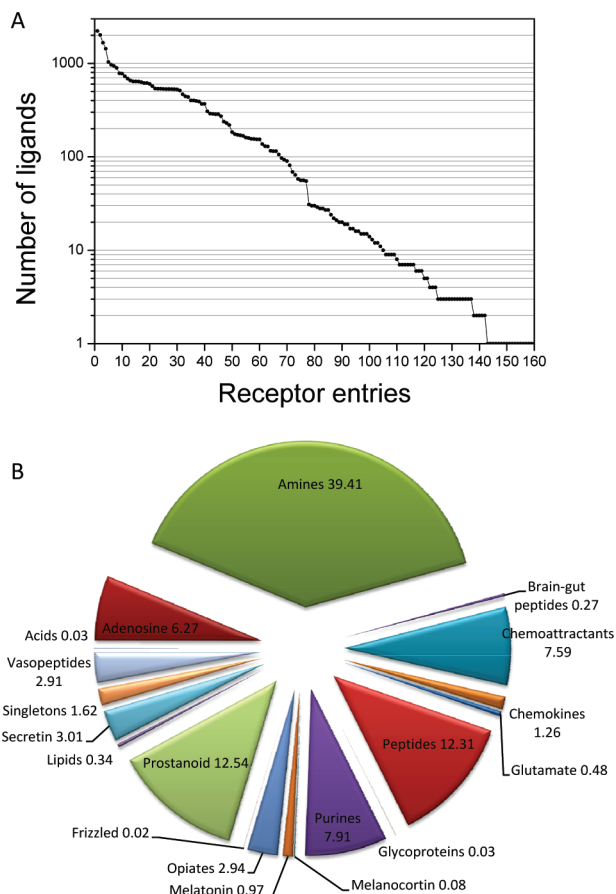 A
Number of ligands
1000
100
10
1
0 10 20 30 40 50 60 70 80 90 100 110 120 130 140 150 160
Receptor entries
B
Amines 39.41
Brain-gut
peptides 0.27
Chemoattractants
7.59
Chemokines
1.26
Glutamate 0.48
Peptides 12.31
Glycoproteins 0.03
Purines
7.91
Melanocortin 0.08
Melatonin 0.97
Opiates 2.94
Frizzled 0.02
Prostanoid 12.54
Lipids 0.34
Secretin 3.01
Singletons 1.62
Vasopeptides
2.91
Acids 0.03
Adenosine 6.27